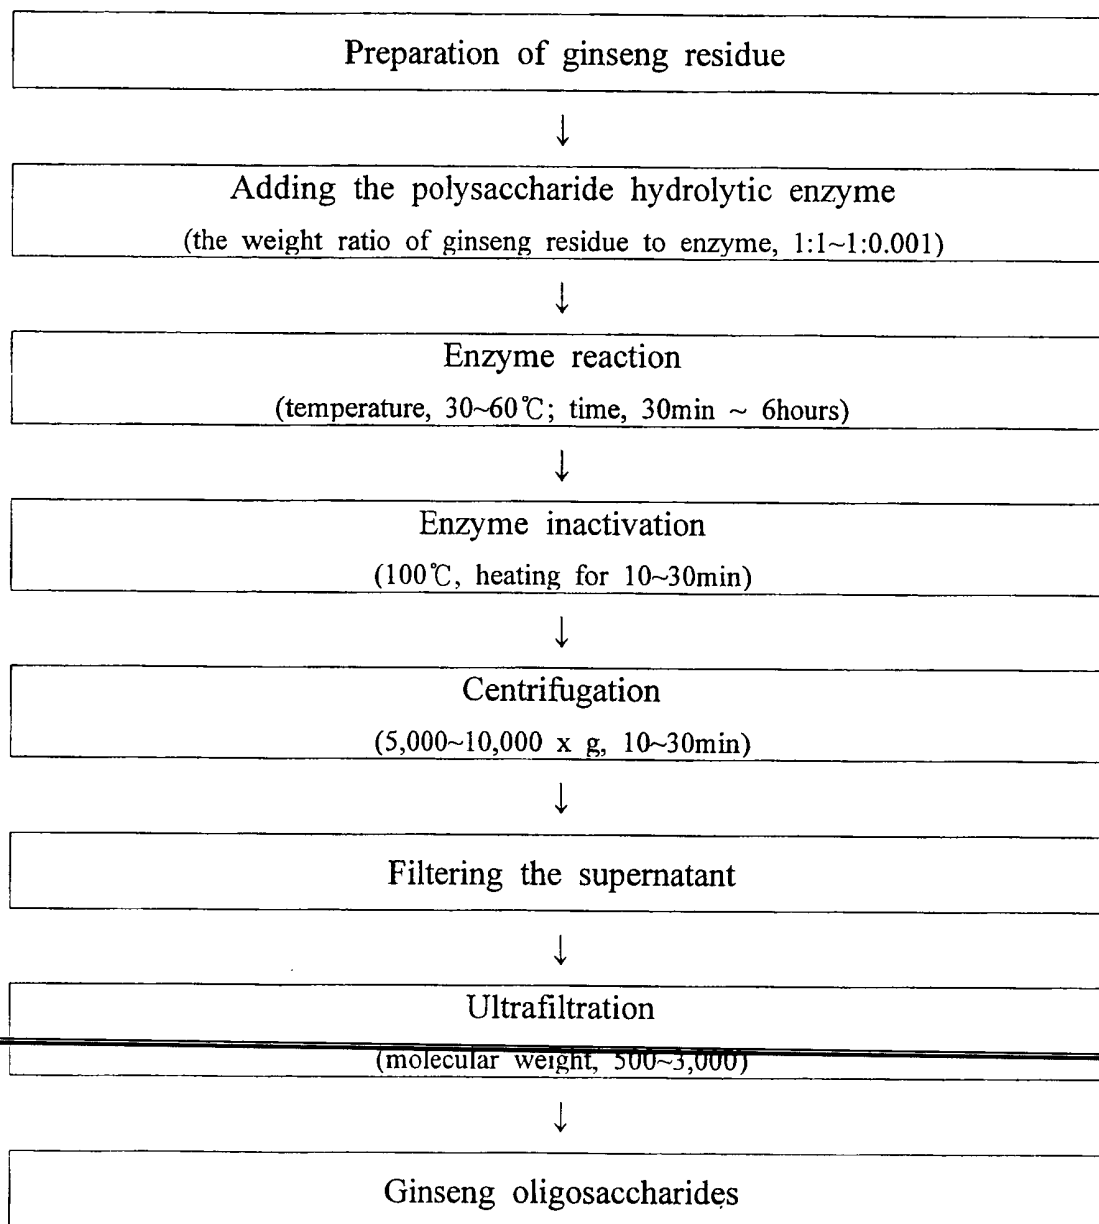 Preparation of ginseng residue
↓
Adding the polysaccharide hydrolytic enzyme
(the weight ratio of ginseng residue to enzyme, 1:1~1:0.001)
↓
Enzyme reaction
(temperature, 30~60℃; time, 30min ~ 6hours)
↓
Enzyme inactivation
(100℃, heating for 10~30min)
↓
Centrifugation
(5,000~10,000 x g, 10~30min)
↓
Filtering the supernatant
↓
Ultrafiltration
(molecular weight, 500~3,000)
↓
Ginseng oligosaccharides